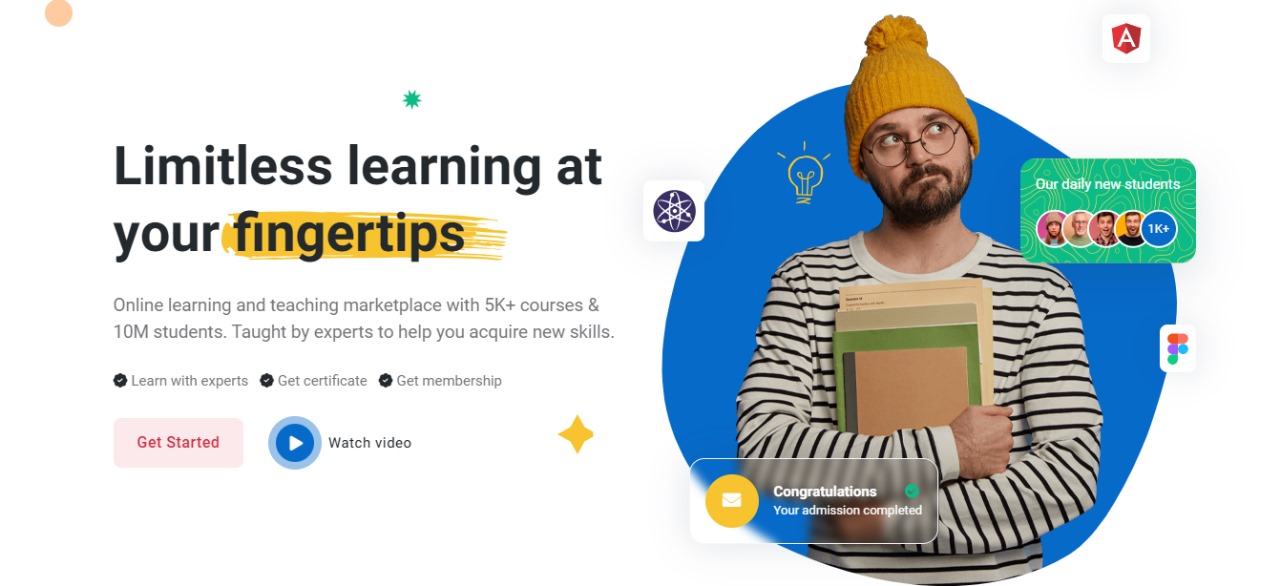 Limitless learning at
your fingertips
Online learning and teaching marketplace with 5K+ courses &
10M students. Taught by experts to help you acquire new skills.
Learn with experts Get certificate Get membership
Get Started Watch video
Our daily new students
1K+
Congratulations
Your admission completed